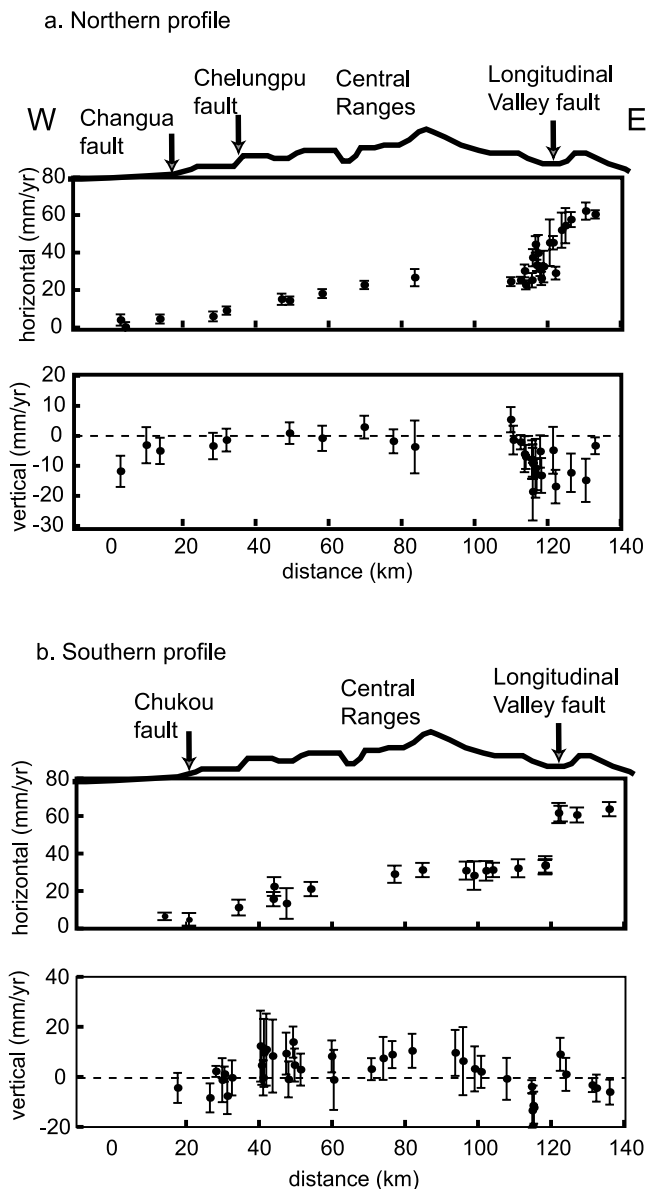 a. Northern profile
W
Changua
fault
Chelungpu
fault
Central
Ranges
Longitudinal
Valley fault
E
horizontal (mm/yr)
80
60
40
20
0
vertical (mm/yr)
20
10
0
-10
-20
-30
0 20 40 60 80 100 120 140
distance (km)
b. Southern profile
Chukou
fault
Central
Ranges
Longitudinal
Valley fault
horizontal (mm/yr)
80
60
40
20
0
vertical (mm/yr)
40
20
0
-20
0 20 40 60 80 100 120 140
distance (km)